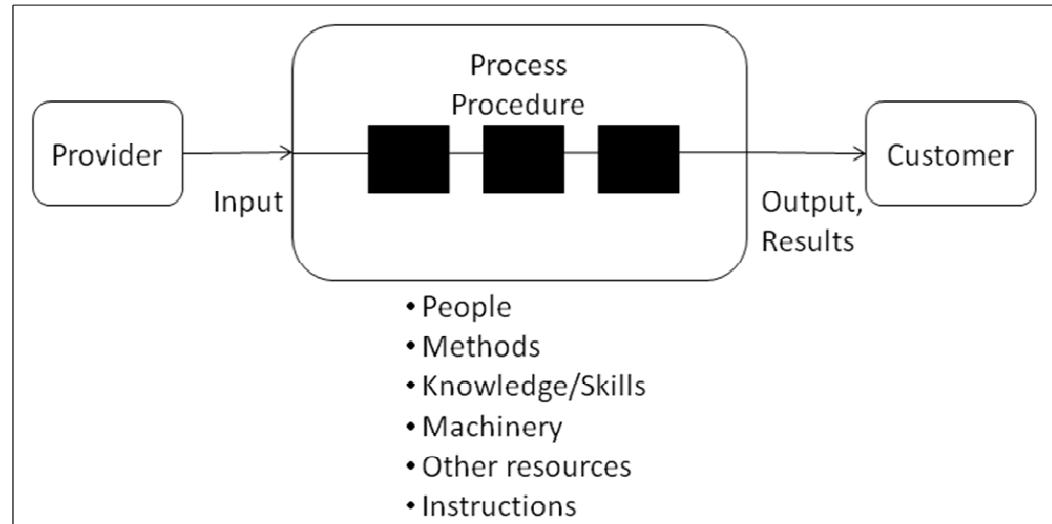 Process
Procedure
Provider
Customer
Input
Output,
Results
• People
• Methods
• Knowledge/Skills
• Machinery
• Other resources
• Instructions